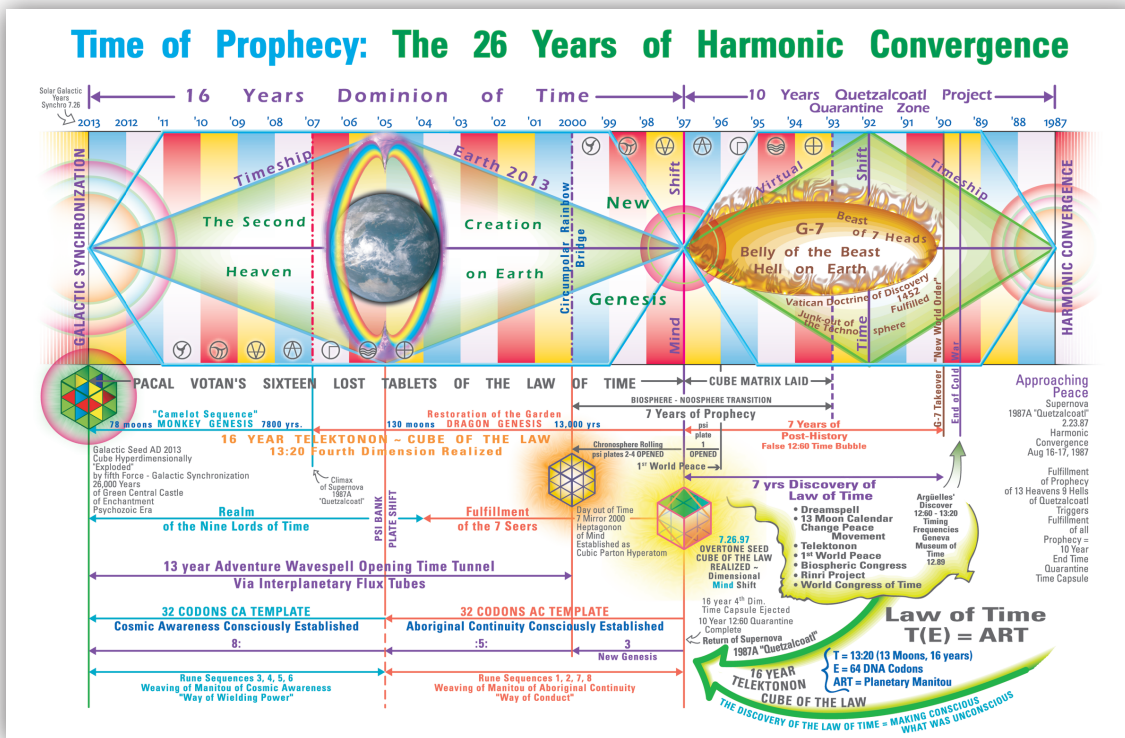 Time of Prophecy: The 26 Years of Harmonic Convergence
Solar Galactic
Years
Synchro 7.26
16 Years Dominion of Time
10 Years Quetzalcoatl Project
Quarantine Zone
2013 2012 '11 '10 '09 '08 '07 '06 '05 '04 '03 '02 '01 2000 '99 '98 '97 '96 '95 '94 '93 '92 '91 '90 '89 '88 1987
GALACTIC SYNCHRONIZATION
Timeship
Earth 2013
The Second
Heaven
Creation
on Earth
Circumpolar Rainbow
Bridge
New
Genesis
Shift
Mind
Virtual
Shift
Time
Timeship
G-7
Beast
of 7 Heads
Belly of the Beast
Hell on Earth
Vatican Doctrine of Discovery
1452
Fulfilled
Junk-out of
the Techno sphere
HARMONIC CONVERGENCE
PACAL VOTAN'S SIXTEEN LOST TABLETS OF THE LAW OF TIME
CUBE MATRIX LAID
G-7 Takeover "New World Order"
End of Cold War
BIOSPHERE - NOOSPHERE TRANSITION
7 Years of Prophecy
"Camelot Sequence"
78 moons MONKEY GENESIS 7800 yrs.
Restoration of the Garden
130 moons DRAGON GENESIS 13,000 yrs
16 YEAR TELEKTONON ~ CUBE OF THE LAW
13:20 Fourth Dimension Realized
psi
plate
1
OPENED
7 Years of
Post-History
False 12:60 Time Bubble
Chronosphere Rolling
psi plates 2-4 OPENED
1st World Peace
Galactic Seed AD 2013
Cube Hyperdimensionally
"Exploded"
by fifth Force - Galactic Synchronization
26,000 Years
of Green Central Castle
of Enchantment
Psychozoic Era
Climax
of Supernova
1987A
"Quetzalcoatl"
PSI BANK
PLATE SHIFT
Realm
of the Nine Lords of Time
Fulfillment
of the 7 Seers
Day out of Time
7 Mirror 2000
Heptagonon
of Mind
Established as
Cubic Parton Hyperatom
7.26.97
OVERTONE SEED
CUBE OF THE LAW
REALIZED ~
Dimensional
Mind Shift
16 year 4th Dim.
Time Capsule Ejected
10 Year 12:60 Quarantine
Complete
Return of Supernova
1987A "Quetzalcoatl"
7 yrs Discovery of
Law of Time
• Dreamspell
• 13 Moon Calendar
Change Peace
Movement
• Telektonon
• 1st World Peace
• Biospheric Congress
• Rinri Project
• World Congress of Time
Argüelles'
Discover
12:60 - 13:20
Timing
Frequencies
Geneva
Museum of
Time
12.89
Approaching
Peace
Supernova
1987A "Quetzalcoatl"
2.23.87
Harmonic
Convergence
Aug 16-17, 1987
Fulfillment
of Prophecy
of 13 Heavens 9 Hells
of Quetzalcoatl
Triggers
Fulfillment
of all
Prophecy =
10 Year
End Time
Quarantine
Time Capsule
13 year Adventure Wavespell Opening Time Tunnel
Via Interplanetary Flux Tubes
32 CODONS CA TEMPLATE
Cosmic Awareness Consciously Established
32 CODONS AC TEMPLATE
Aboriginal Continuity Consciously Established
8:
:5:
3
New Genesis
Rune Sequences 3, 4, 5, 6
Weaving of Manitou of Cosmic Awareness
"Way of Wielding Power"
Rune Sequences 1, 2, 7, 8
Weaving of Manitou of Aboriginal Continuity
"Way of Conduct"
Law of Time
T(E) = ART
T = 13:20 (13 Moons, 16 years)
E = 64 DNA Codons
ART = Planetary Manitou
16 YEAR
TELEKTONON
CUBE OF THE LAW
THE DISCOVERY OF THE LAW OF TIME = MAKING CONSCIOUS
WHAT WAS UNCONSCIOUS